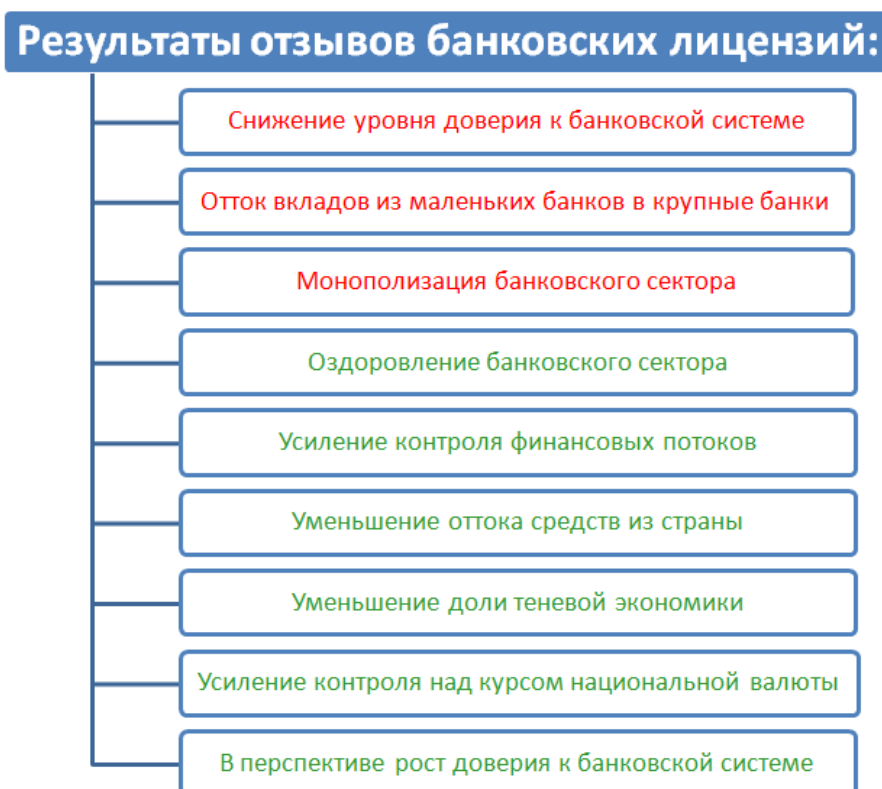 Результаты отзывов банковских лицензий:
Снижение уровня доверия к банковской системе
Отток вкладов из маленьких банков в крупные банки
Монополизация банковского сектора
Оздоровление банковского сектора
Усиление контроля финансовых потоков
Уменьшение оттока средств из страны
Уменьшение доли теневой экономики
Усиление контроля над курсом национальной валюты
В перспективе рост доверия к банковской системе